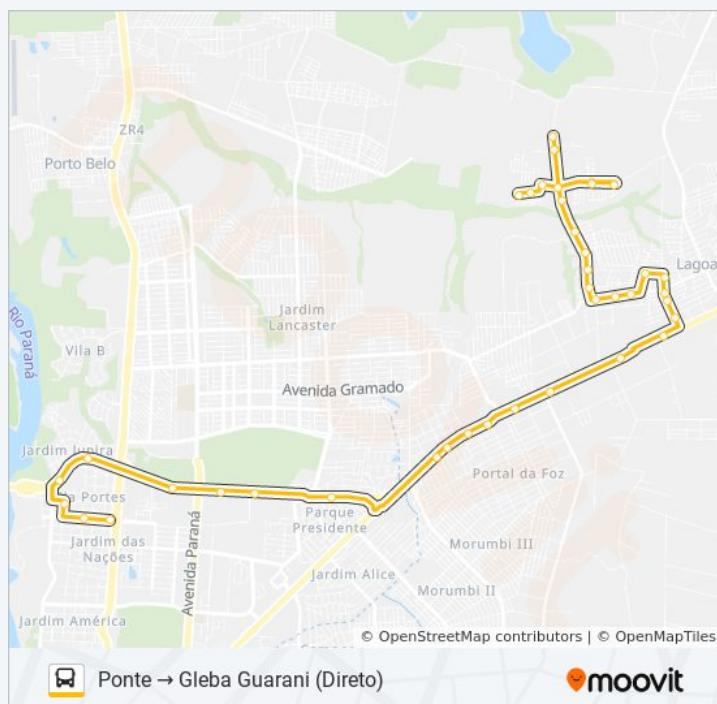 ZR4
Porto Belo
Lagoa
Jardim
Lancaster
Rio Paraná
Vila B
Avenida Gramado
Jardim Jupira
Portal da Foz
Portes
Parque
Presidente
Jardim das
Nações
Avenida Paraná
Morumbi III
Jardim Alice
Morumbi II
Jardim América
© OpenStreetMap contributors | © OpenMapTiles
Ponte → Gleba Guarani (Direto)
moovit